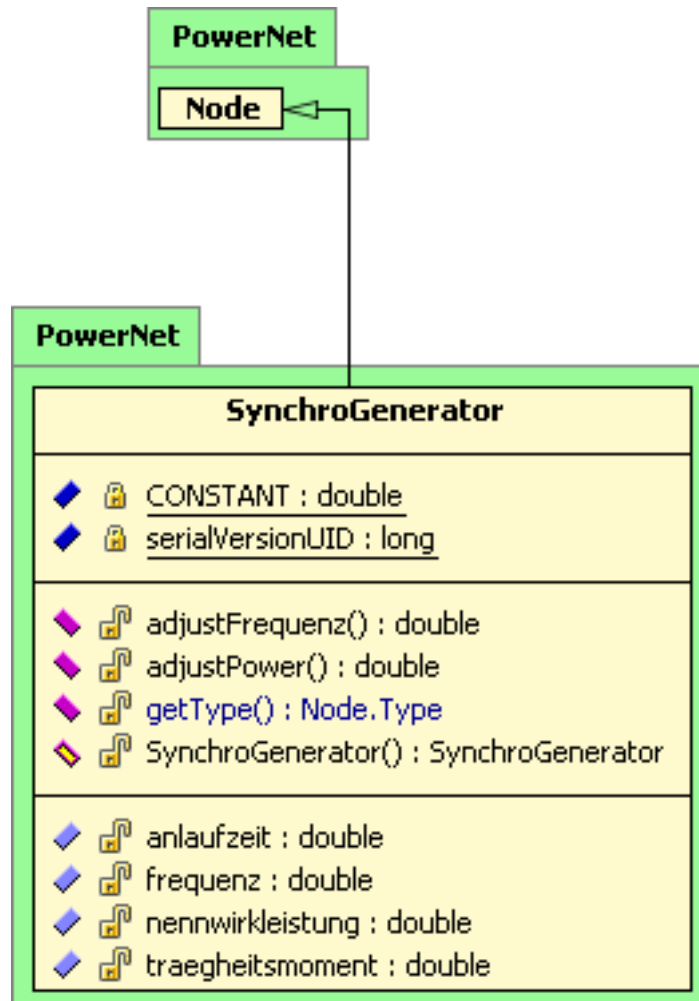 PowerNet
Node
PowerNet
SynchroGenerator
CONSTANT : double
serialVersionUID : long
adjustFrequenz() : double
adjustPower() : double
getType() : Node.Type
SynchroGenerator() : SynchroGenerator
anlaufzeit : double
frequenz : double
nennwirkleistung : double
traegheitsmoment : double